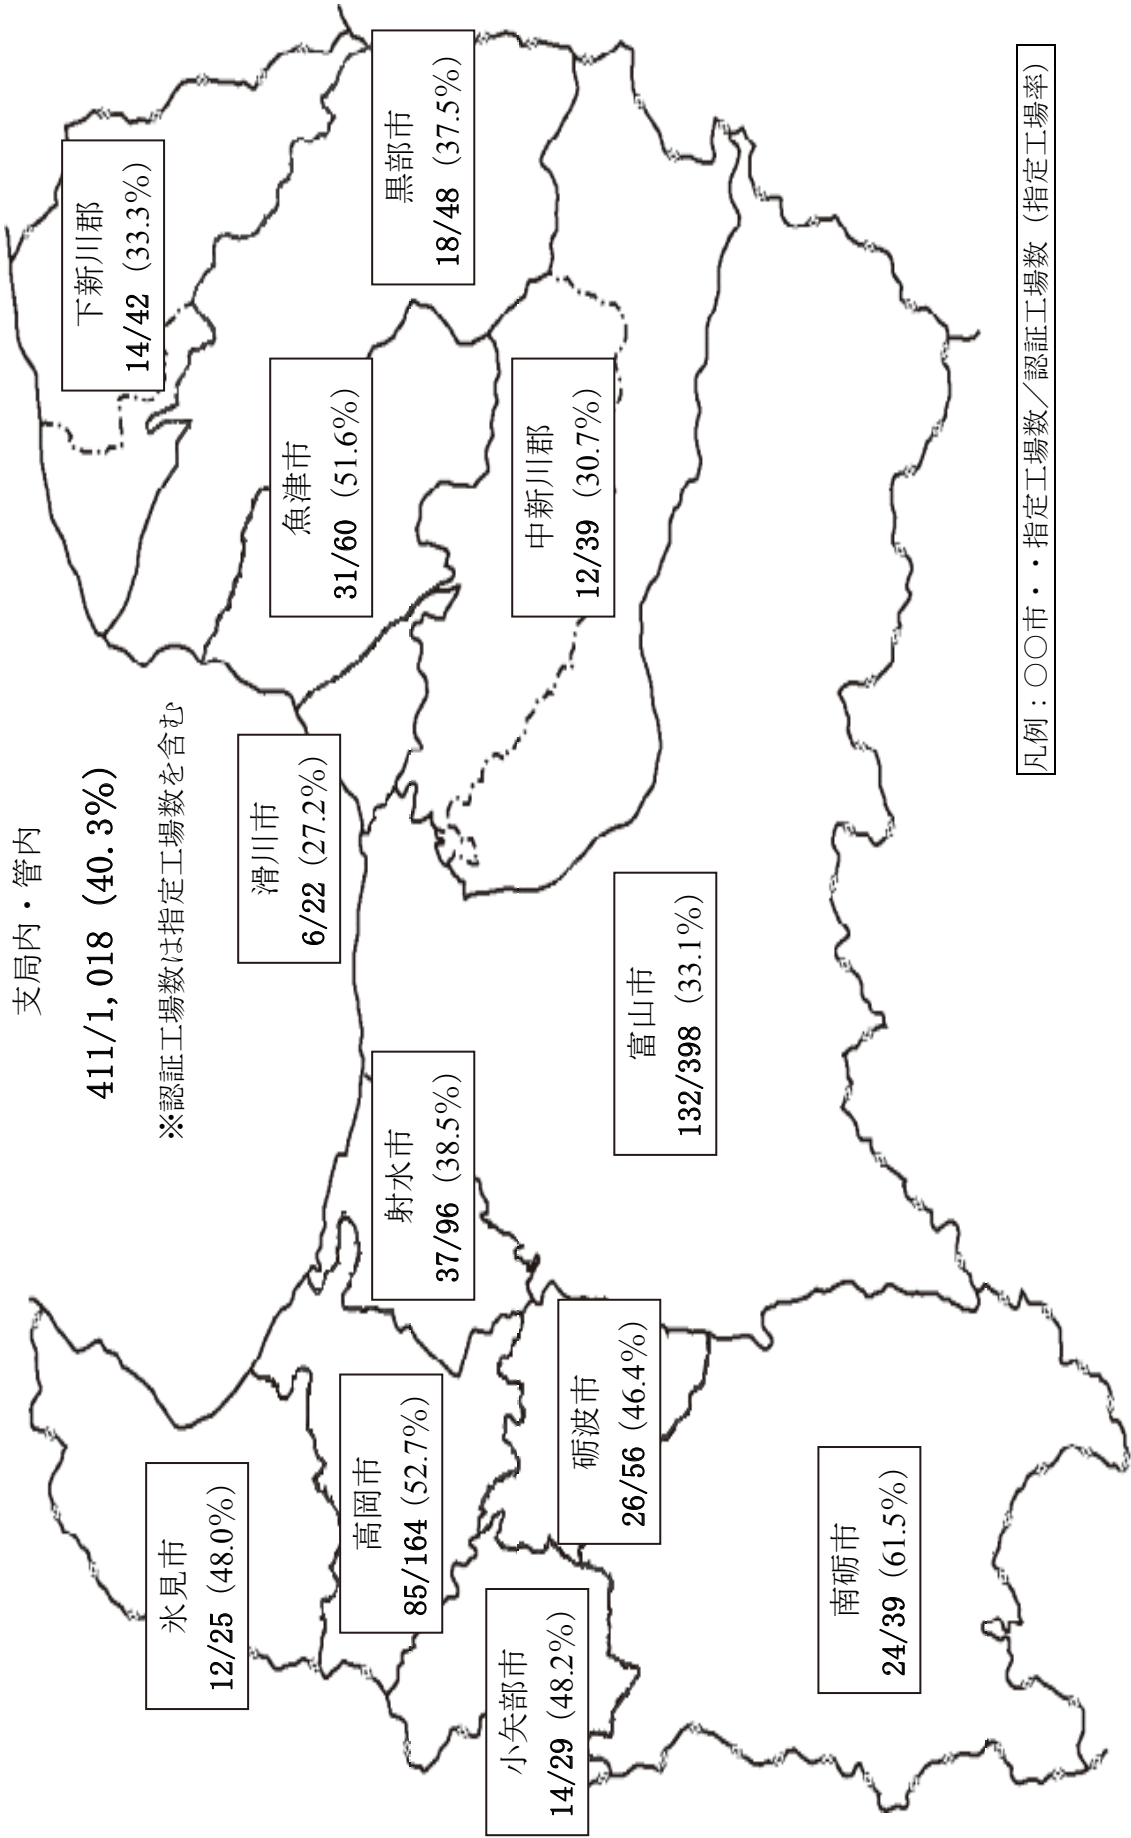 支局内・管内
411/1,018 (40.3%)
※認証工場数は指定工場数を含む
氷見市
12/25 (48.0%)
高岡市
85/164 (52.7%)
小矢部市
14/29 (48.2%)
砺波市
26/56 (46.4%)
南砺市
24/39 (61.5%)
射水市
37/96 (38.5%)
富山市
132/398 (33.1%)
滑川市
6/22 (27.2%)
魚津市
31/60 (51.6%)
中新川郡
12/39 (30.7%)
下新川郡
14/42 (33.3%)
黒部市
18/48 (37.5%)
凡例：○○市・・指定工場数／認証工場数（指定工場率）